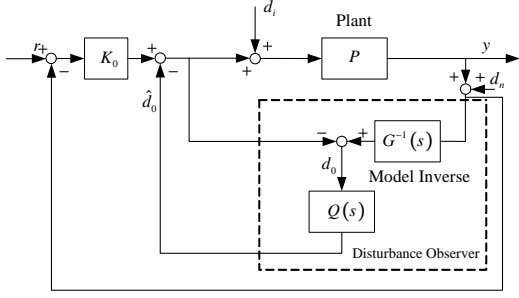 d_i
Plant
r + K_0 + + + P y
− − + + d_n
d̂_0
− + G⁻¹(s)
d_0
Model Inverse
Q(s)
Disturbance Observer